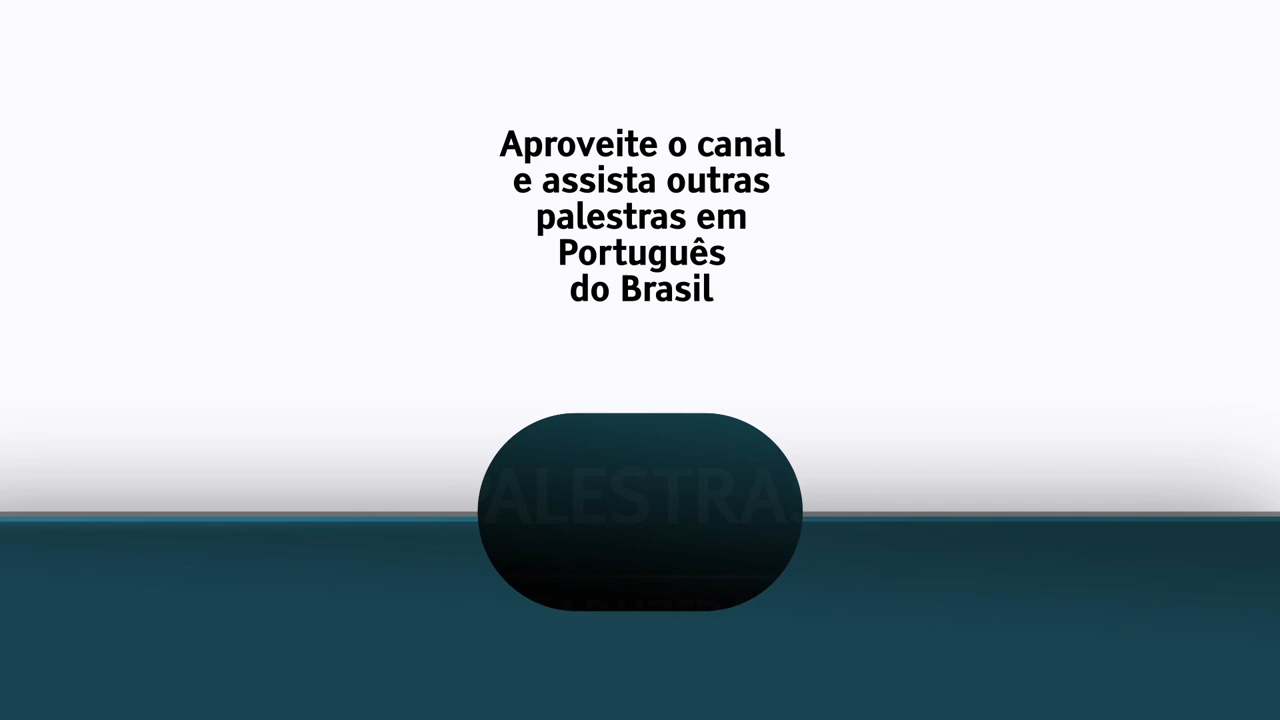 Aproveite o canal
e assista outras
palestras em
Português
do Brasil